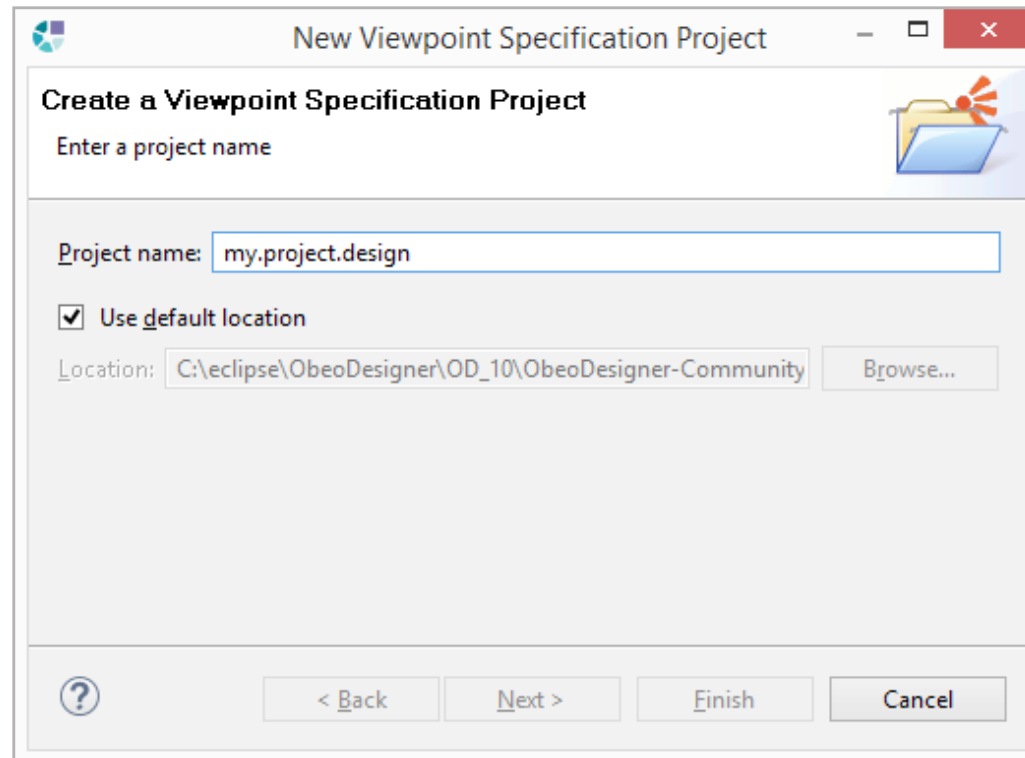 New Viewpoint Specification Project
Create a Viewpoint Specification Project
Enter a project name
Project name: my.project.design
Use default location
Location: C:\eclipse\ObeoDesigner\OD_10\ObeoDesigner-Community Browse...
< Back Next > Finish Cancel